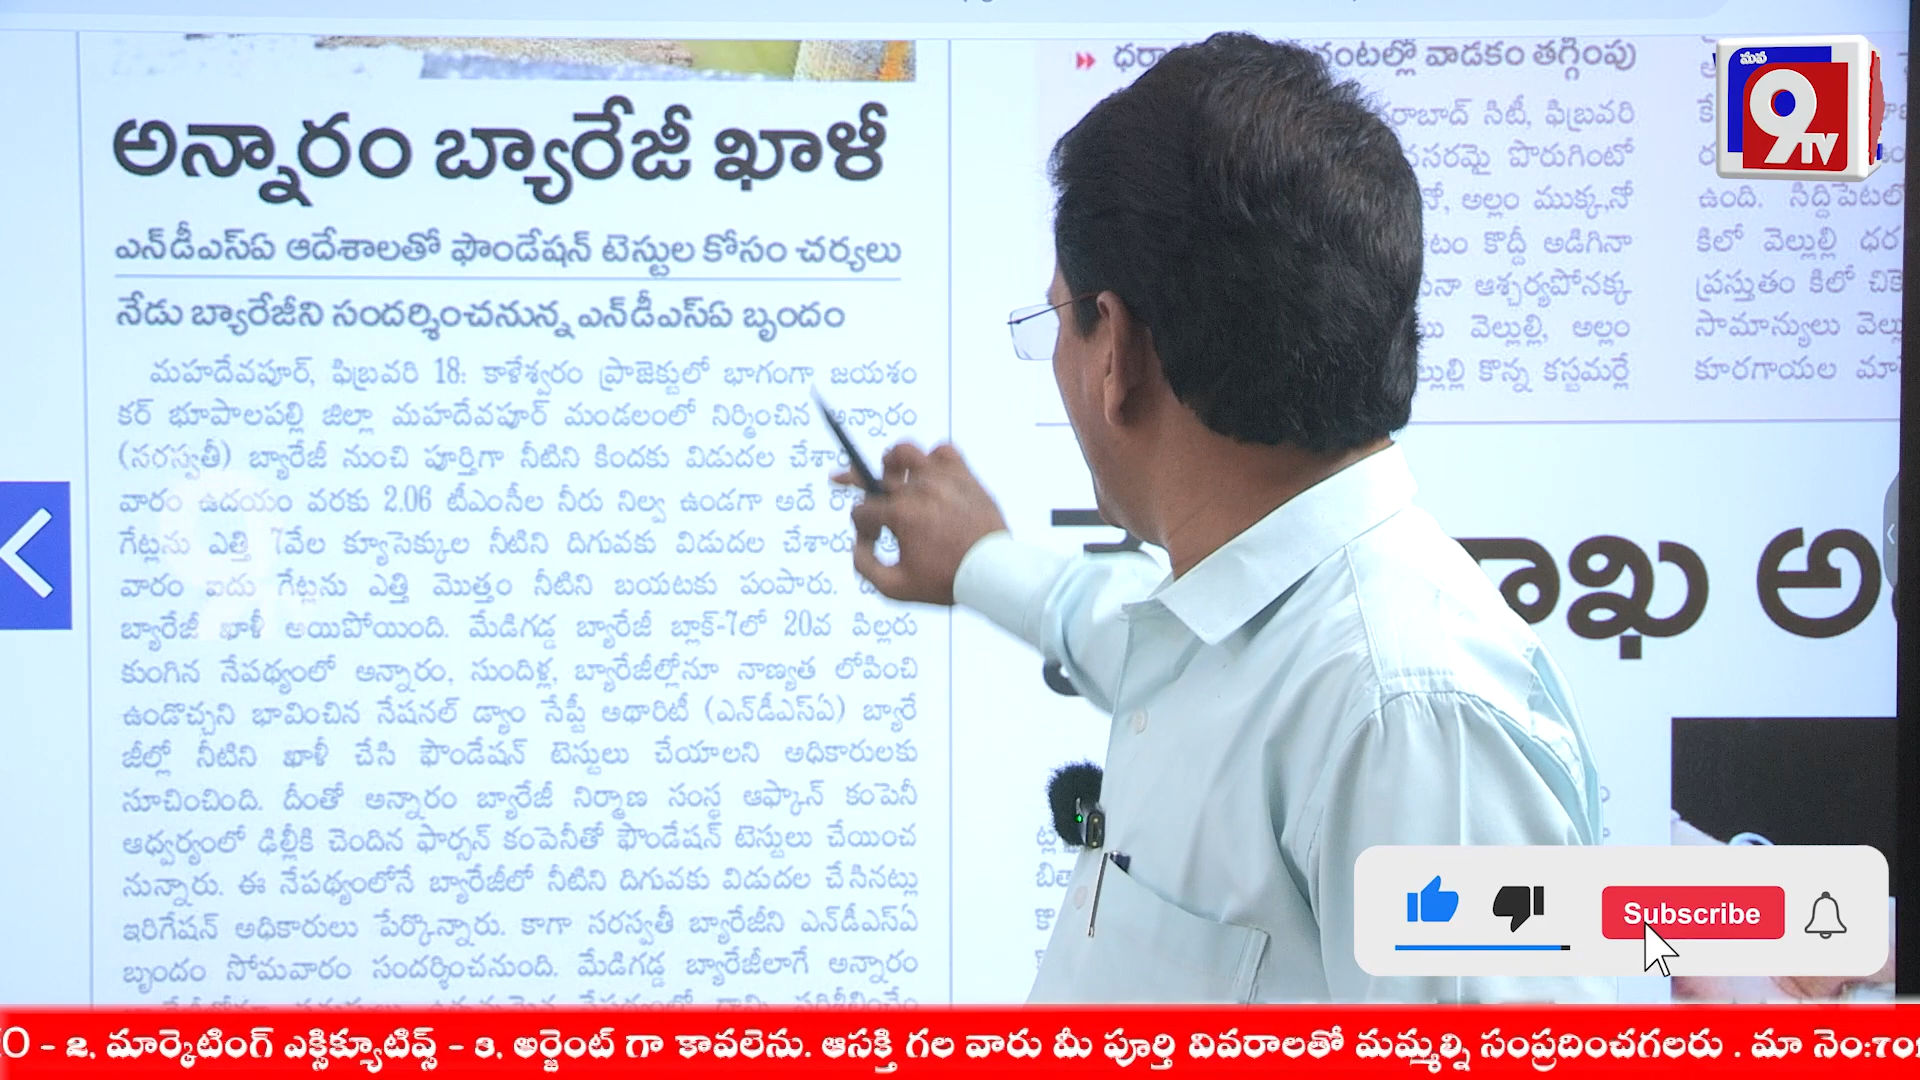 అన్నారం బ్యారేజీ ఖాళీ
ఎన్‌డీఎస్‌ఏ ఆదేశాలతో ఫౌండేషన్ టెస్టుల కోసం చర్యలు
నేడు బ్యారేజీని సందర్శించనున్న ఎన్‌డీఎస్‌ఏ బృందం
మహదేవపూర్, ఫిబ్రవరి 18: కాళేశ్వరం ప్రాజెక్టులో భాగంగా జయశం
కర్ భూపాలపల్లి జిల్లా మహదేవపూర్ మండలంలో నిర్మించిన అన్నారం
(సరస్వతీ) బ్యారేజీ నుంచి పూర్తిగా నీటిని కిందకు విడుదల
వారం ఉదయం వరకు 2.06 టీఎంసీల నీరు నిల్వ ఉండగా అదే
గేట్లను ఎత్తి 7వేల క్యూసెక్కుల నీటిని దిగువకు విడుదల చేశారు
వారం ఐదు గేట్లను ఎత్తి మొత్తం నీటిని బయటకు పంపారు.
బ్యారేజీ ఖాళీ అయిపోయింది. మేడిగడ్డ బ్యారేజీ బ్లాక్-7లో 20వ పిల్లరు
కుంగిన నేపథ్యంలో అన్నారం, సుందిళ్ల, బ్యారేజీల్లోనూ నాణ్యత లోపించి
ఉండొచ్చని భావించిన నేషనల్ డ్యాం సేఫ్టీ అథారిటీ (ఎన్‌డీఎస్‌ఏ) బ్యారే
జీల్లో నీటిని ఖాళీ చేసి ఫౌండేషన్ టెస్టులు చేయాలని అధికారులకు
సూచించింది. దీంతో అన్నారం బ్యారేజీ నిర్మాణ సంస్థ ఆఫ్కాన్ కంపెనీ
ఆధ్వర్యంలో ఢిల్లీకి చెందిన ఫార్సన్ కంపెనీతో ఫౌండేషన్ టెస్టులు చేయించ
నున్నారు. ఈ నేపథ్యంలోనే బ్యారేజీలో నీటిని దిగువకు విడుదల చేసినట్లు
ఇరిగేషన్ అధికారులు పేర్కొన్నారు. కాగా సరస్వతీ బ్యారేజీని ఎన్‌డీఎస్‌ఏ
బృందం సోమవారం సందర్శించనుంది. మేడిగడ్డ బ్యారేజీలాగే అన్నారం
వాడకం తగ్గింపు
సిటీ, ఫిబ్రవరి
పొరుగింటో
అల్లం ముక్క,నో
కొద్దీ అడిగినా
ఆశ్చర్యపోనక్క
వెల్లుల్లి, అల్లం
కొన్న కస్టమర్లే
ఉంది. సిద్దిపేటలో
కిలో వెల్లుల్లి ధర
ప్రస్తుతం కిలో
సామాన్యులు
కూరగాయల
మన
9
TV
Subscribe
- 2, మార్కెటింగ్ ఎక్సిక్యూటివ్స్ - 3, అర్జెంట్ గా కావలెను. ఆసక్తి గల వారు మీ పూర్తి వివరాలతో మమ్మల్ని సంప్రదించగలరు . మా నెం: